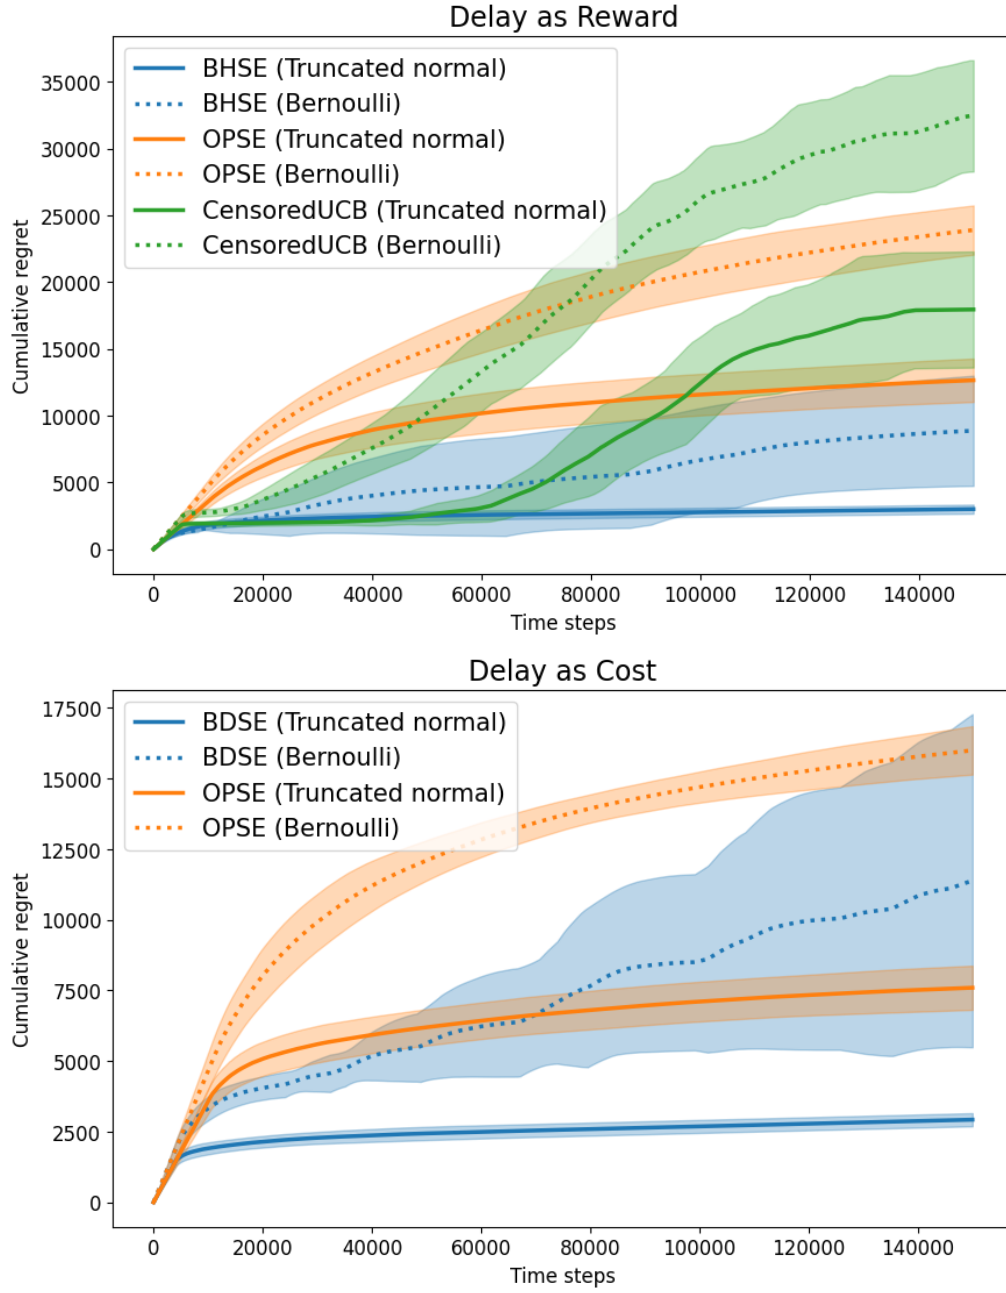 Delay as Reward
35000
30000
25000
20000
15000
10000
5000
0
Cumulative regret
BHSE (Truncated normal)
BHSE (Bernoulli)
OPSE (Truncated normal)
OPSE (Bernoulli)
CensoredUCB (Truncated normal)
CensoredUCB (Bernoulli)
0 20000 40000 60000 80000 100000 120000 140000
Time steps
Delay as Cost
17500
15000
12500
10000
7500
5000
2500
0
Cumulative regret
BDSE (Truncated normal)
BDSE (Bernoulli)
OPSE (Truncated normal)
OPSE (Bernoulli)
0 20000 40000 60000 80000 100000 120000 140000
Time steps